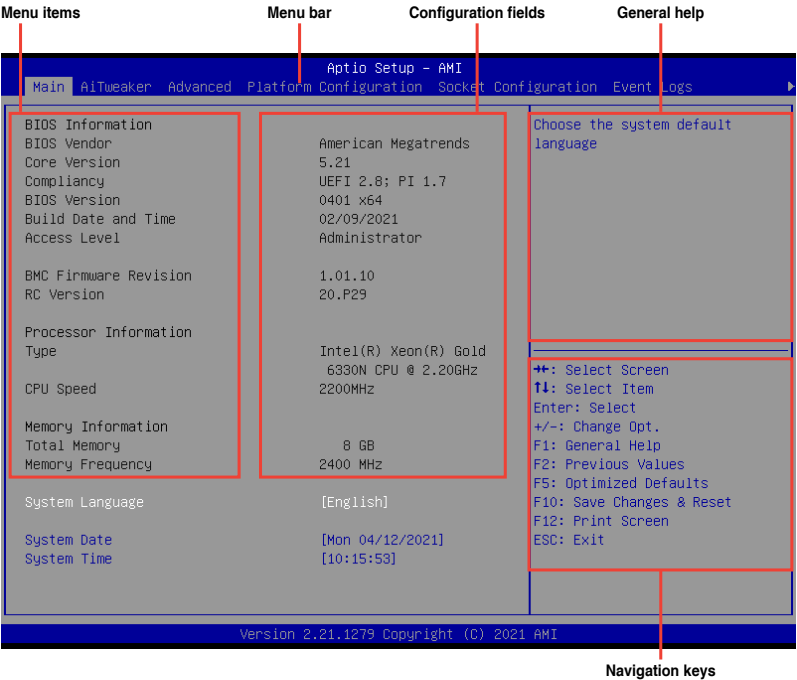 Menu items Menu bar Configuration fields General help
Aptio Setup – AMI
Main AiTweaker Advanced Platform Configuration Socket Configuration Event Logs
BIOS Information
BIOS Vendor American Megatrends
Core Version 5.21
Compliancy UEFI 2.8; PI 1.7
BIOS Version 0401 x64
Build Date and Time 02/09/2021
Access Level Administrator
BMC Firmware Revision 1.01.10
RC Version 20.P29
Processor Information
Type Intel(R) Xeon(R) Gold
6330N CPU @ 2.20GHz
CPU Speed 2200MHz
Memory Information
Total Memory 8 GB
Memory Frequency 2400 MHz
System Language [English]
System Date [Mon 04/12/2021]
System Time [10:15:53]
Choose the system default
language
→←: Select Screen
↑↓: Select Item
Enter: Select
+/-: Change Opt.
F1: General Help
F2: Previous Values
F5: Optimized Defaults
F10: Save Changes & Reset
F12: Print Screen
ESC: Exit
Version 2.21.1279 Copyright (C) 2021 AMI
Navigation keys